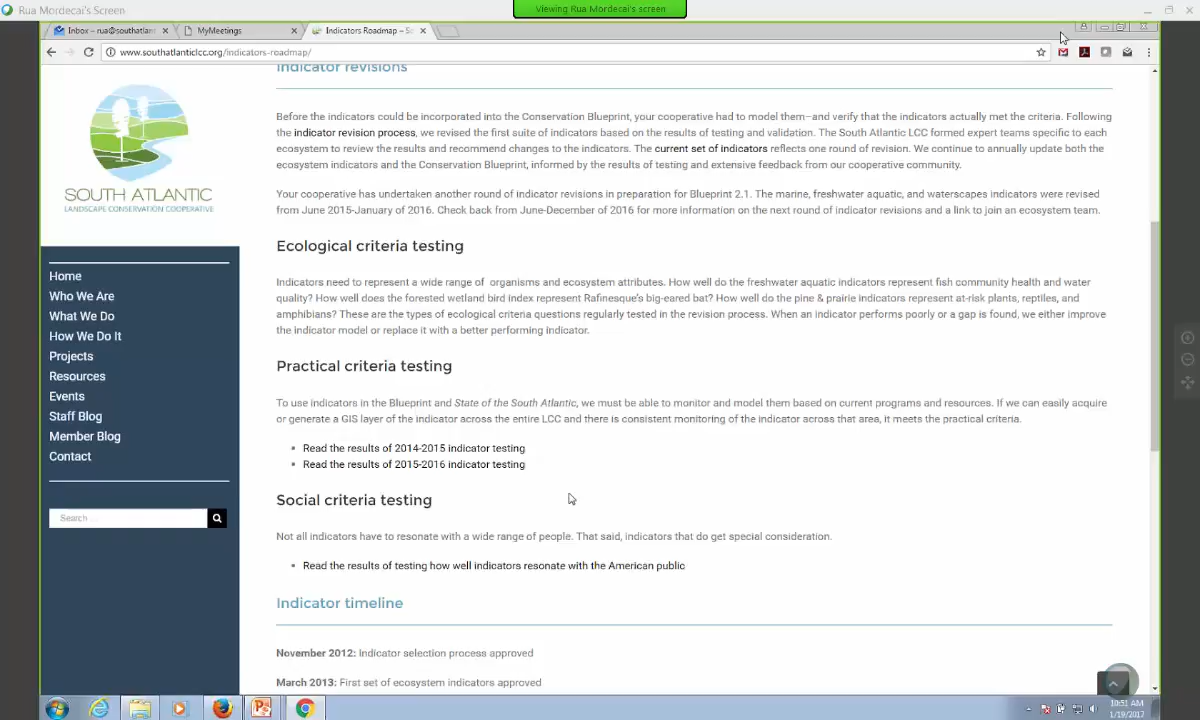 Rua Mordecai's Screen
Viewing Rua Mordecai's screen
Inbox – rua@southatlan
MyMeetings
Indicators Roadmap – So
www.southatlanticlcc.org/indicators-roadmap/
Indicator revisions
Before the indicators could be incorporated into the Conservation Blueprint, your cooperative had to model them–and verify that the indicators actually met the criteria. Following
the indicator revision process, we revised the first suite of indicators based on the results of testing and validation. The South Atlantic LCC formed expert teams specific to each
ecosystem to review the results and recommend changes to the indicators. The current set of indicators reflects one round of revision. We continue to annually update both the
ecosystem indicators and the Conservation Blueprint, informed by the results of testing and extensive feedback from our cooperative community.
Your cooperative has undertaken another round of indicator revisions in preparation for Blueprint 2.1. The marine, freshwater aquatic, and waterscapes indicators were revised
from June 2015-January of 2016. Check back from June-December of 2016 for more information on the next round of indicator revisions and a link to join an ecosystem team.
SOUTH ATLANTIC
LANDSCAPE CONSERVATION COOPERATIVE
Home
Who We Are
What We Do
How We Do It
Projects
Resources
Events
Staff Blog
Member Blog
Contact
Search ...
Ecological criteria testing
Indicators need to represent a wide range of organisms and ecosystem attributes. How well do the freshwater aquatic indicators represent fish community health and water
quality? How well does the forested wetland bird index represent Rafinesque's big-eared bat? How well do the pine & prairie indicators represent at-risk plants, reptiles, and
amphibians? These are the types of ecological criteria questions regularly tested in the revision process. When an indicator performs poorly or a gap is found, we either improve
the indicator model or replace it with a better performing indicator.
Practical criteria testing
To use indicators in the Blueprint and State of the South Atlantic, we must be able to monitor and model them based on current programs and resources. If we can easily acquire
or generate a GIS layer of the indicator across the entire LCC and there is consistent monitoring of the indicator across that area, it meets the practical criteria.
Read the results of 2014-2015 indicator testing
Read the results of 2015-2016 indicator testing
Social criteria testing
Not all indicators have to resonate with a wide range of people. That said, indicators that do get special consideration.
Read the results of testing how well indicators resonate with the American public
Indicator timeline
November 2012: Indicator selection process approved
March 2013: First set of ecosystem indicators approved
10:51 AM
1/19/2017